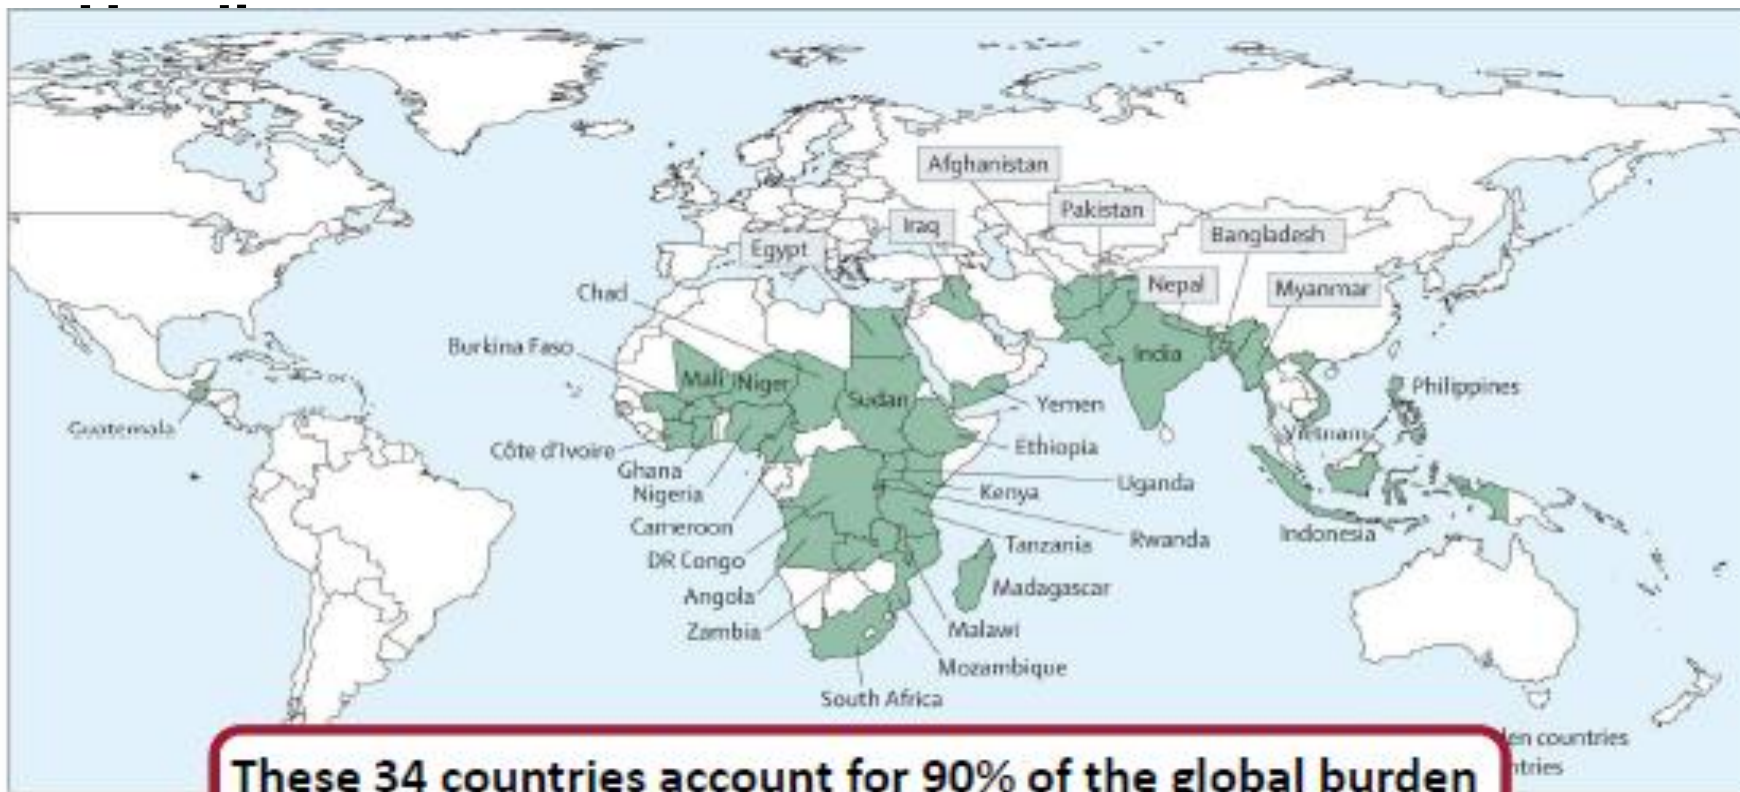 Afghanistan
Pakistan
Iraq
Bangladesh
Egypt
Nepal
Myanmar
Chad
Burkina Faso
India
Mali
Niger
Philippines
Sudan
Yemen
Guatemala
Vietnam
Côte d'Ivoire
Ethiopia
Ghana
Nigeria
Kenya
Uganda
Cameroon
Indonesia
Rwanda
Tanzania
DR Congo
Madagascar
Angola
Zambia
Malawi
Mozambique
South Africa
countries
These 34 countries account for 90% of the global burden